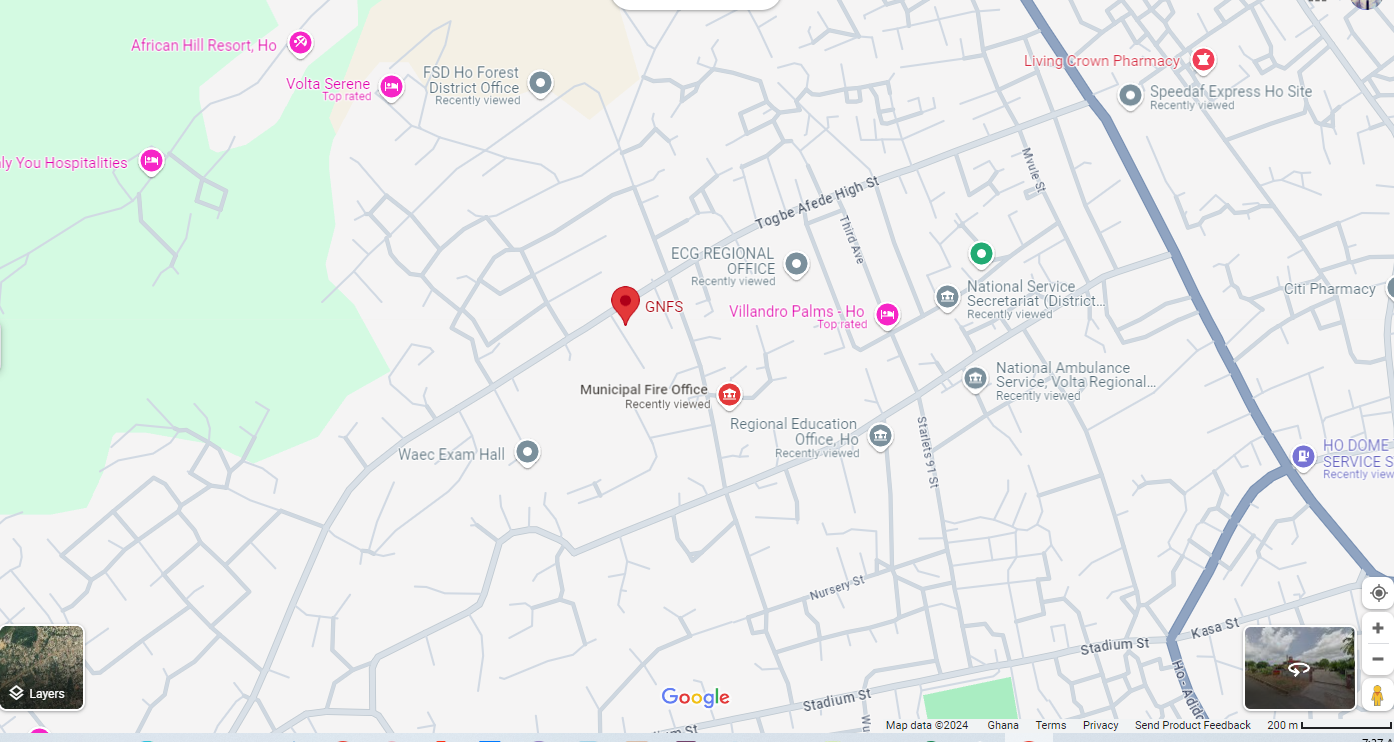 African Hill Resort, Ho
Volta Serene
Top rated
FSD Ho Forest
District Office
Recently viewed
Living Crown Pharmacy
Speedaf Express Ho Site
Recently viewed
You Hospitalities
Mvule St
Togbe Afede High St
Third Ave
ECG REGIONAL
OFFICE
Recently viewed
National Service
Secretariat (District...
Recently viewed
Citi Pharmacy
GNFS
Villandro Palms - Ho
Top rated
National Ambulance
Service, Volta Regional...
Recently viewed
Municipal Fire Office
Recently viewed
Regional Education
Office, Ho
Recently viewed
Starlets 91 St
Waec Exam Hall
HO DOME
SERVICE S
Recently view
Nursery St
Kasa St
Stadium St
Ho - Adido
Layers
Google
Stadium St
m St
Wu
Map data ©2024
Ghana
Terms
Privacy
Send Product Feedback
200 m